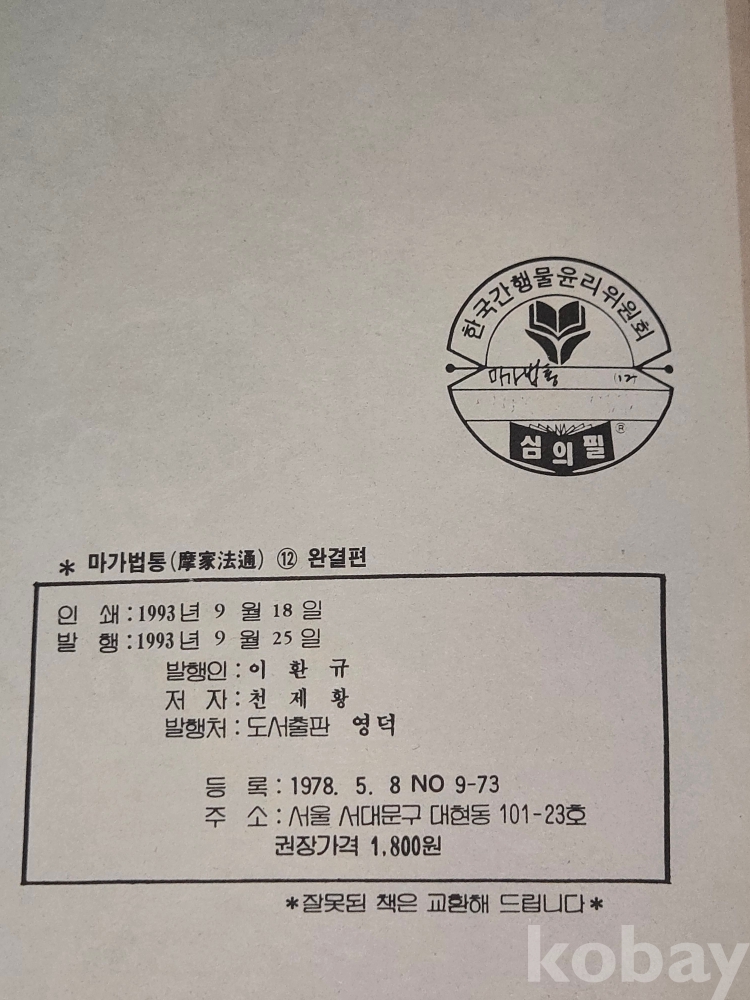 한국간행물윤리위원회
마가법통 (12)
심의필 ®
* 마가법통(摩家法通) ⑫ 완결편
인 쇄 : 1993년 9 월 18 일
발 행 : 1993년 9 월 25 일
발행인 : 이 환 규
저 자 : 천 제 황
발행처 : 도서출판 영덕
등 록 : 1978. 5. 8 NO 9-73
주 소 : 서울 서대문구 대현동 101-23호
권장가격 1,800원
*잘못된 책은 교환해 드립니다*
kobay